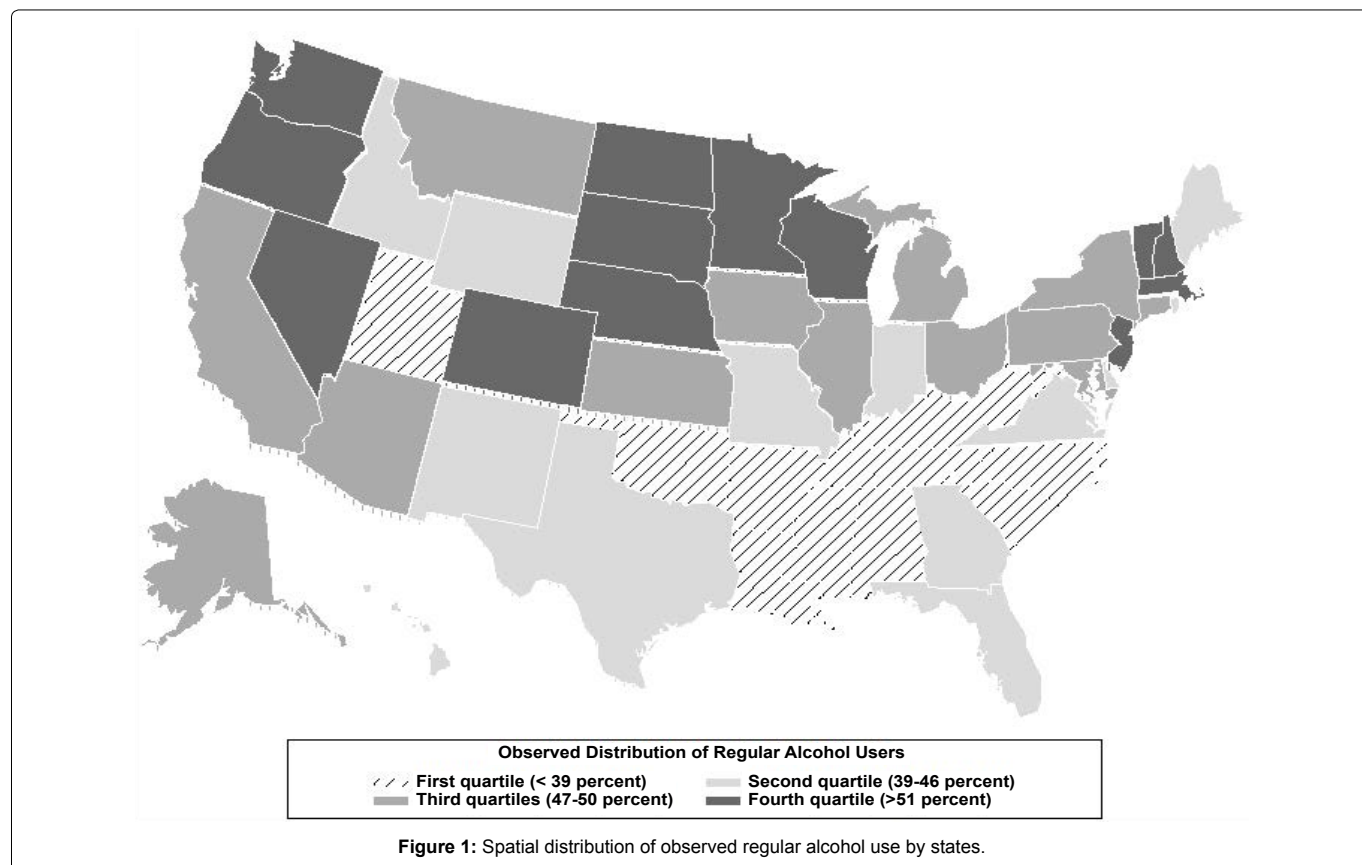 Observed Distribution of Regular Alcohol Users
First quartile (< 39 percent) Second quartile (39-46 percent)
Third quartiles (47-50 percent) Fourth quartile (>51 percent)
Figure 1: Spatial distribution of observed regular alcohol use by states.